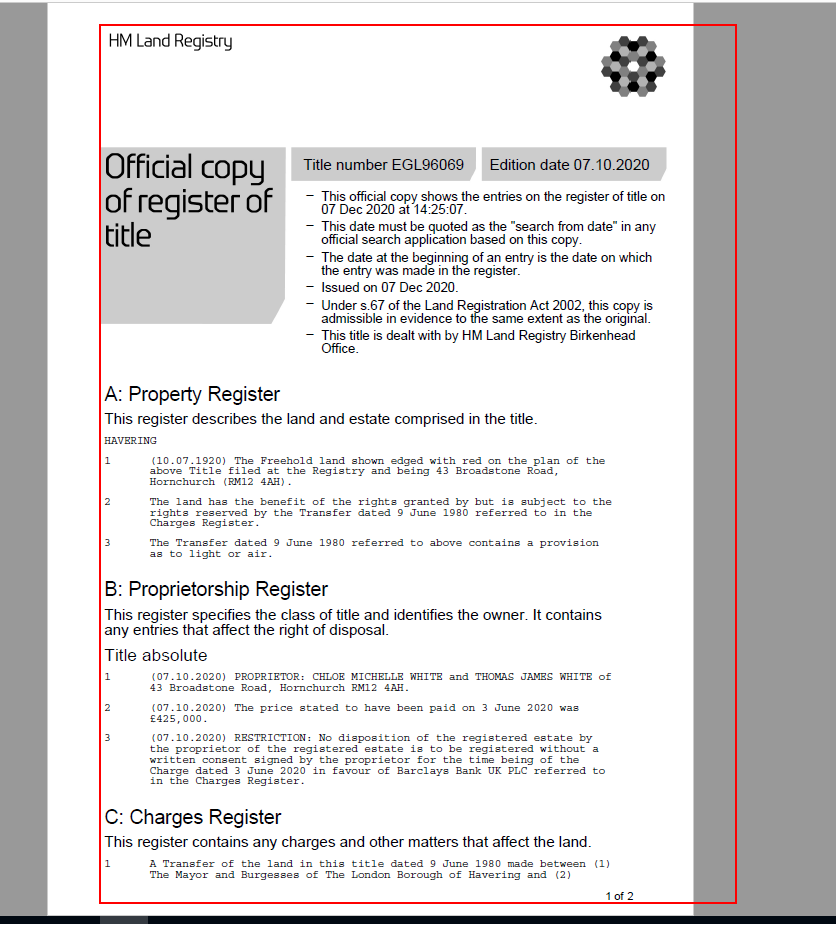 HM Land Registry
Official copy
of register of
title
Title number EGL96069
Edition date 07.10.2020
– This official copy shows the entries on the register of title on
07 Dec 2020 at 14:25:07.
– This date must be quoted as the "search from date" in any
official search application based on this copy.
– The date at the beginning of an entry is the date on which
the entry was made in the register.
– Issued on 07 Dec 2020.
– Under s.67 of the Land Registration Act 2002, this copy is
admissible in evidence to the same extent as the original.
– This title is dealt with by HM Land Registry Birkenhead
Office.
A: Property Register
This register describes the land and estate comprised in the title.
HAVERING
1 (10.07.1920) The Freehold land shown edged with red on the plan of the
above Title filed at the Registry and being 43 Broadstone Road,
Hornchurch (RM12 4AH).
2 The land has the benefit of the rights granted by but is subject to the
rights reserved by the Transfer dated 9 June 1980 referred to in the
Charges Register.
3 The Transfer dated 9 June 1980 referred to above contains a provision
as to light or air.
B: Proprietorship Register
This register specifies the class of title and identifies the owner. It contains
any entries that affect the right of disposal.
Title absolute
1 (07.10.2020) PROPRIETOR: CHLOE MICHELLE WHITE and THOMAS JAMES WHITE of
43 Broadstone Road, Hornchurch RM12 4AH.
2 (07.10.2020) The price stated to have been paid on 3 June 2020 was
£425,000.
3 (07.10.2020) RESTRICTION: No disposition of the registered estate by
the proprietor of the registered estate is to be registered without a
written consent signed by the proprietor for the time being of the
Charge dated 3 June 2020 in favour of Barclays Bank UK PLC referred to
in the Charges Register.
C: Charges Register
This register contains any charges and other matters that affect the land.
1 A Transfer of the land in this title dated 9 June 1980 made between (1)
The Mayor and Burgesses of The London Borough of Havering and (2)
1 of 2